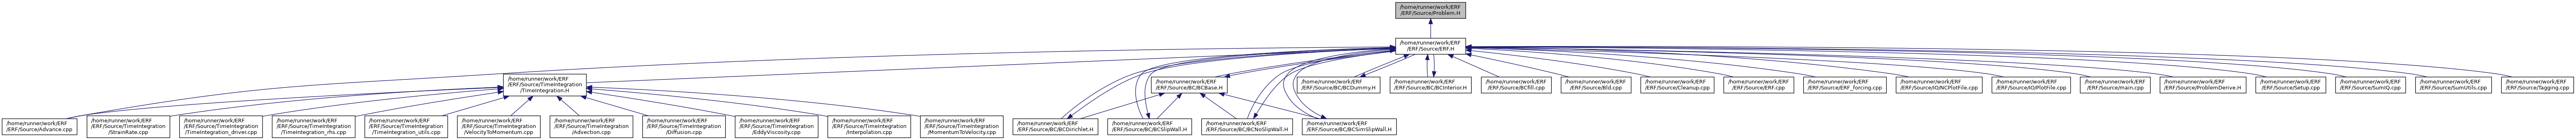 /home/runner/work/ERF
/ERF/Source/Problem.H
/home/runner/work/ERF
/ERF/Source/ERF.H
/home/runner/work/ERF
/ERF/Source/TimeIntegration
/TimeIntegration.H
/home/runner/work/ERF
/ERF/Source/BC/BCBase.H
/home/runner/work/ERF
/ERF/Source/BC/BCDummy.H
/home/runner/work/ERF
/ERF/Source/BC/BCInterior.H
/home/runner/work/ERF
/ERF/Source/BCfill.cpp
/home/runner/work/ERF
/ERF/Source/Bld.cpp
/home/runner/work/ERF
/ERF/Source/Cleanup.cpp
/home/runner/work/ERF
/ERF/Source/ERF.cpp
/home/runner/work/ERF
/ERF/Source/ERF_forcing.cpp
/home/runner/work/ERF
/ERF/Source/IO/NCPlotFile.cpp
/home/runner/work/ERF
/ERF/Source/IO/PlotFile.cpp
/home/runner/work/ERF
/ERF/Source/main.cpp
/home/runner/work/ERF
/ERF/Source/ProblemDerive.H
/home/runner/work/ERF
/ERF/Source/Setup.cpp
/home/runner/work/ERF
/ERF/Source/SumIQ.cpp
/home/runner/work/ERF
/ERF/Source/SumUtils.cpp
/home/runner/work/ERF
/ERF/Source/Tagging.cpp
/home/runner/work/ERF
/ERF/Source/Advance.cpp
/home/runner/work/ERF
/ERF/Source/TimeIntegration
/StrainRate.cpp
/home/runner/work/ERF
/ERF/Source/TimeIntegration
/TimeIntegration_driver.cpp
/home/runner/work/ERF
/ERF/Source/TimeIntegration
/TimeIntegration_rhs.cpp
/home/runner/work/ERF
/ERF/Source/TimeIntegration
/TimeIntegration_utils.cpp
/home/runner/work/ERF
/ERF/Source/TimeIntegration
/VelocityToMomentum.cpp
/home/runner/work/ERF
/ERF/Source/TimeIntegration
/Advection.cpp
/home/runner/work/ERF
/ERF/Source/TimeIntegration
/Diffusion.cpp
/home/runner/work/ERF
/ERF/Source/TimeIntegration
/EddyViscosity.cpp
/home/runner/work/ERF
/ERF/Source/TimeIntegration
/Interpolation.cpp
/home/runner/work/ERF
/ERF/Source/TimeIntegration
/MomentumToVelocity.cpp
/home/runner/work/ERF
/ERF/Source/BC/BCDirichlet.H
/home/runner/work/ERF
/ERF/Source/BC/BCSlipWall.H
/home/runner/work/ERF
/ERF/Source/BC/BCNoSlipWall.H
/home/runner/work/ERF
/ERF/Source/BC/BCSimSlipWall.H